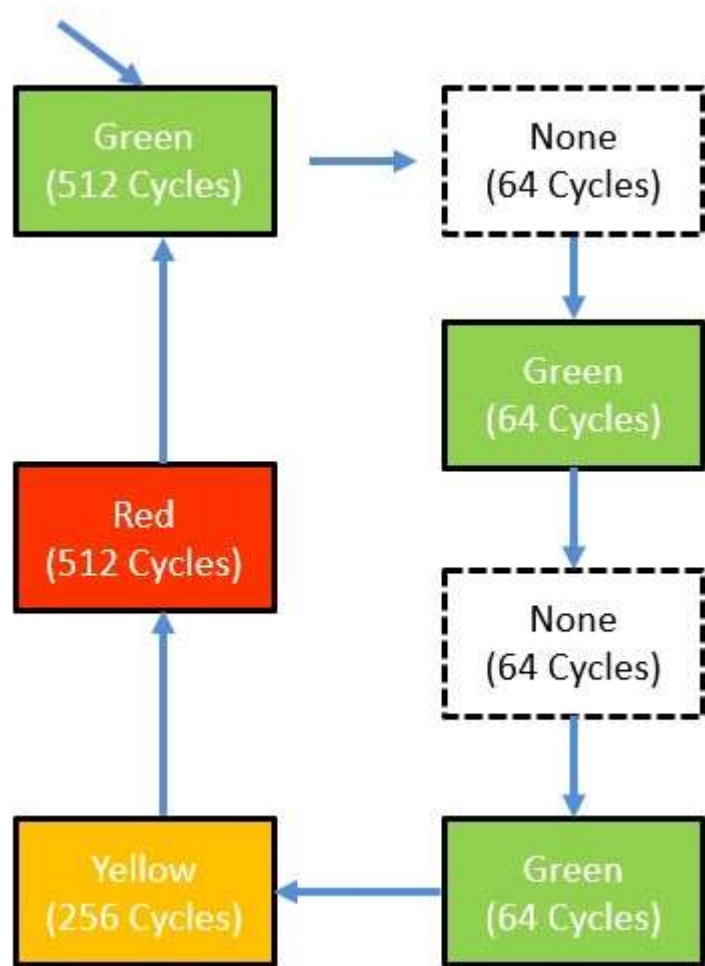 Green
(512 Cycles)
None
(64 Cycles)
Green
(64 Cycles)
None
(64 Cycles)
Green
(64 Cycles)
Yellow
(256 Cycles)
Red
(512 Cycles)